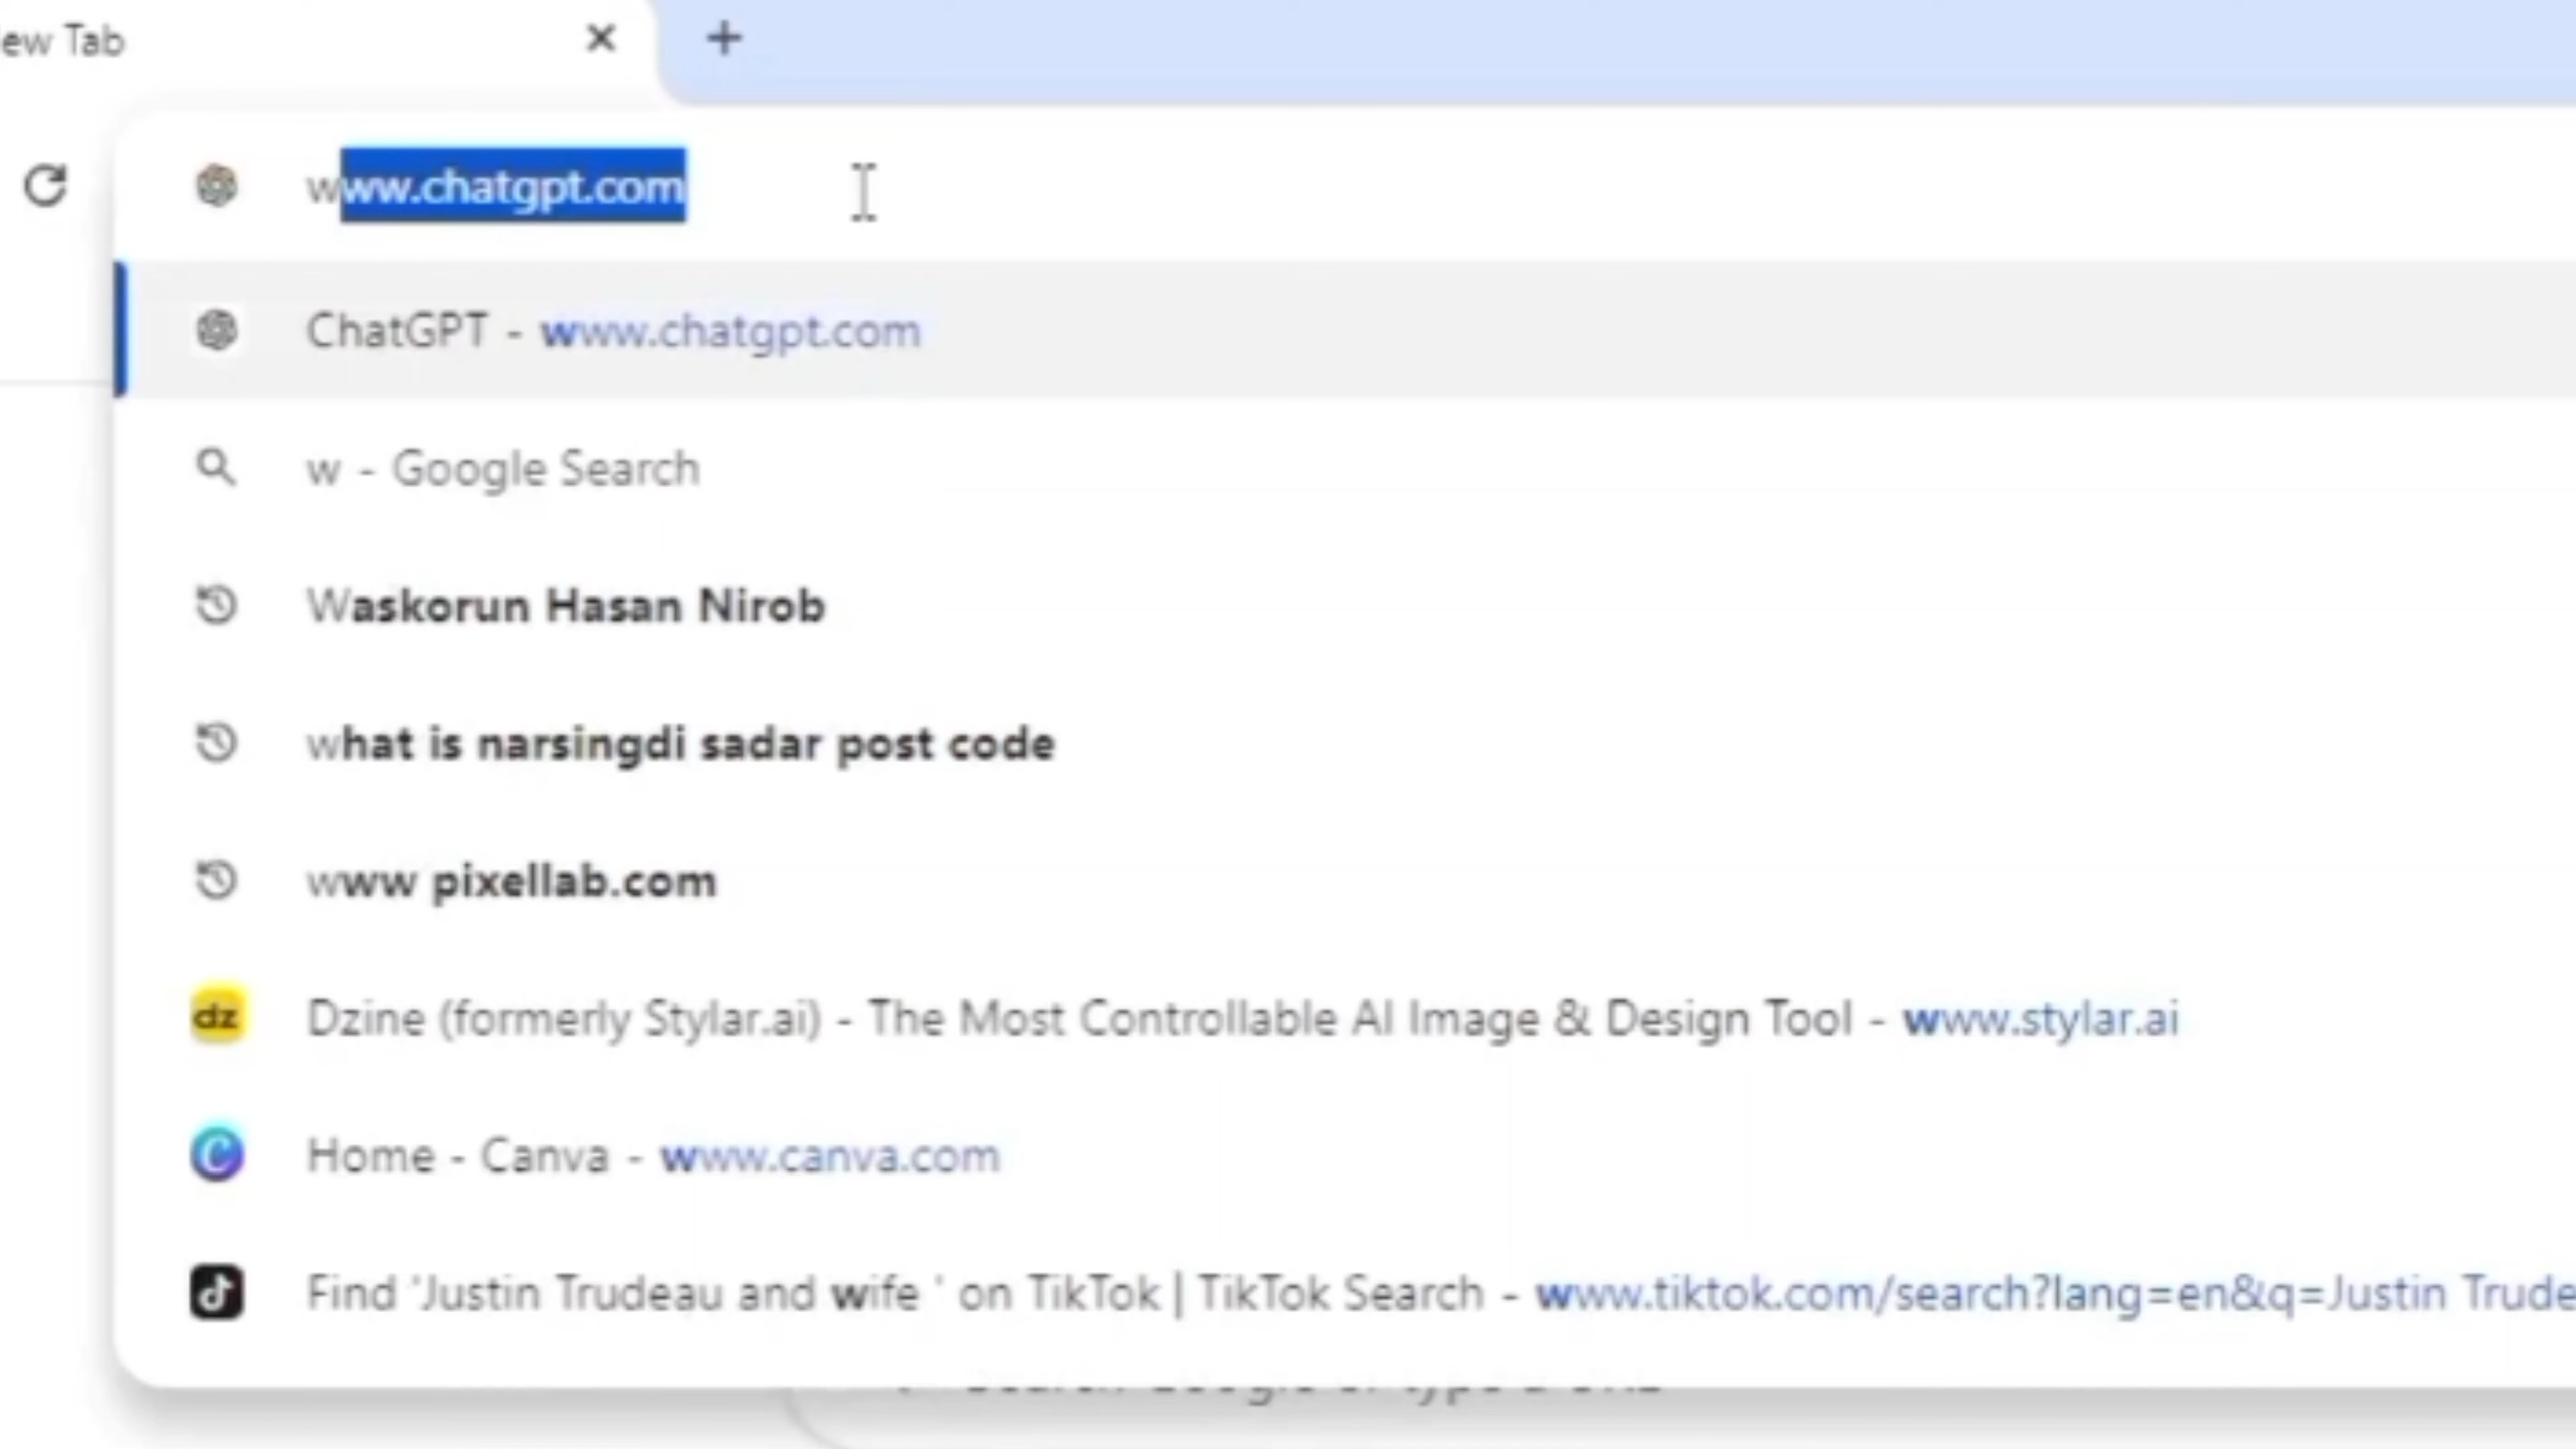 ew Tab
www.chatgpt.com
ChatGPT - www.chatgpt.com
w - Google Search
Waskorun Hasan Nirob
what is narsingdi sadar post code
www pixellab.com
dz Dzine (formerly Stylar.ai) - The Most Controllable AI Image & Design Tool - www.stylar.ai
Home - Canva - www.canva.com
Find 'Justin Trudeau and wife ' on TikTok | TikTok Search - www.tiktok.com/search?lang=en&q=Justin Trude